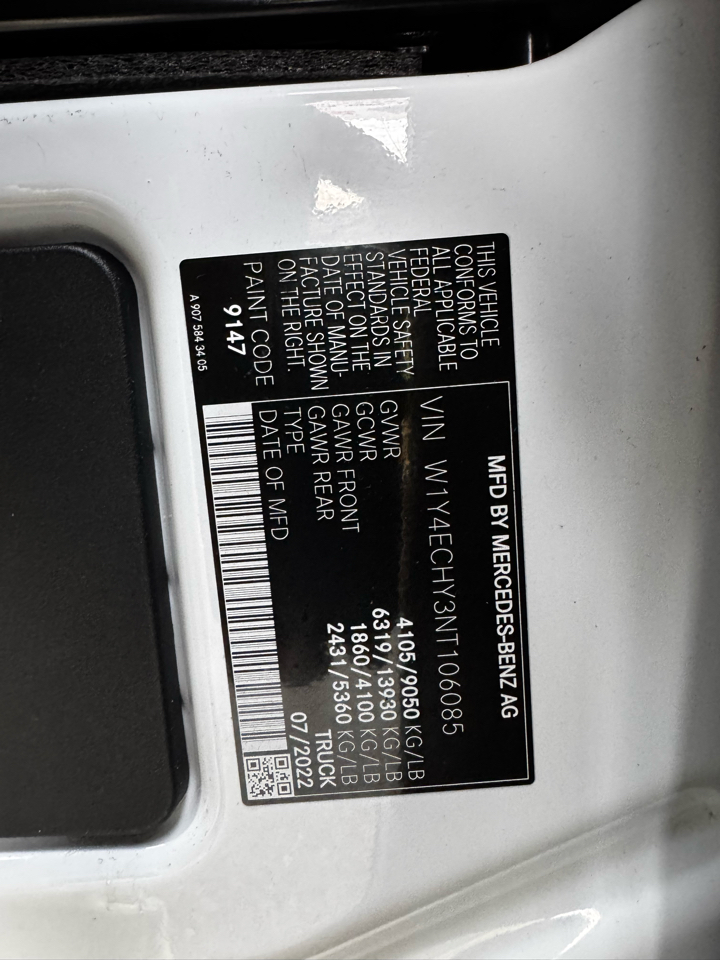 MFD BY MERCEDES-BENZ AG
THIS VEHICLE
CONFORMS TO
ALL APPLICABLE
FEDERAL
VEHICLE SAFETY
STANDARDS IN
EFFECT ON THE
DATE OF MANU-
FACTURE SHOWN
ON THE RIGHT.
PAINT CODE
9147
A 907 584 34 05
VIN W1Y4ECHY3NT106085
GVWR 4105/9050 KG/LB
GCWR 6319/13930 KG/LB
GAWR FRONT 1860/4100 KG/LB
GAWR REAR 2431/5360 KG/LB
TYPE TRUCK
DATE OF MFD 07/2022